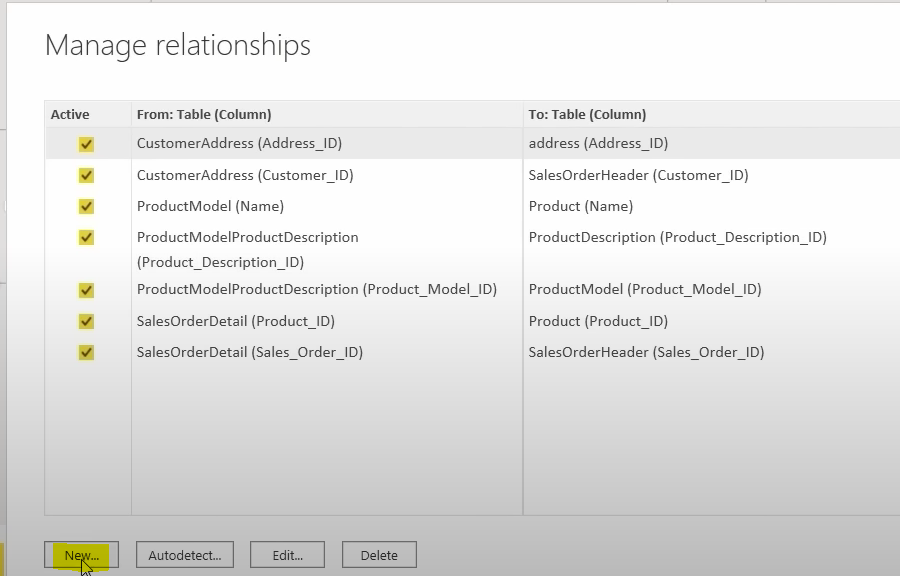 Manage relationships
Active From: Table (Column) To: Table (Column)
CustomerAddress (Address_ID) address (Address_ID)
CustomerAddress (Customer_ID) SalesOrderHeader (Customer_ID)
ProductModel (Name) Product (Name)
ProductModelProductDescription ProductDescription (Product_Description_ID)
(Product_Description_ID)
ProductModelProductDescription (Product_Model_ID) ProductModel (Product_Model_ID)
SalesOrderDetail (Product_ID) Product (Product_ID)
SalesOrderDetail (Sales_Order_ID) SalesOrderHeader (Sales_Order_ID)
New... Autodetect... Edit... Delete